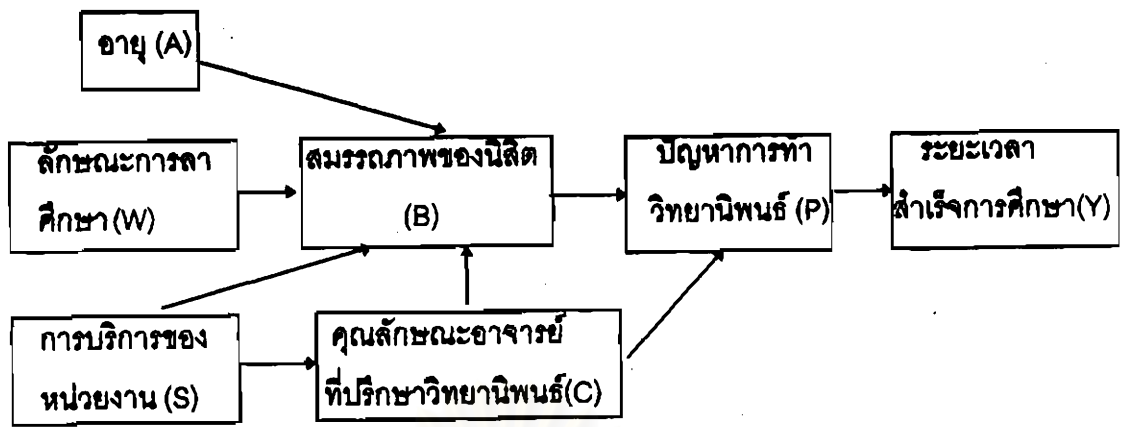 อายุ (A)
ลักษณะการลา
ศึกษา (W)
สมรรถภาพของนิสิต
(B)
ปัญหาการทำ
วิทยานิพนธ์ (P)
ระยะเวลา
สำเร็จการศึกษา(Y)
การบริการของ
หน่วยงาน (S)
คุณลักษณะอาจารย์
ที่ปรึกษาวิทยานิพนธ์(C)